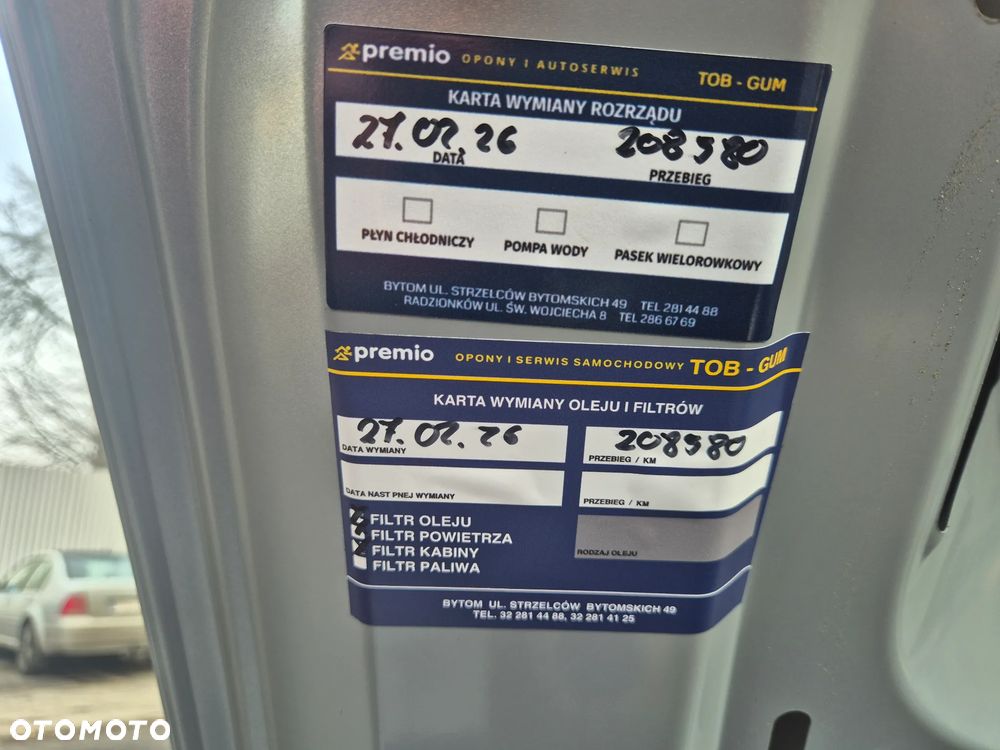 premio OPONY I AUTOSERWIS TOB - GUM
KARTA WYMIANY ROZRZĄDU
27.02.26 208980
DATA PRZEBIEG
PŁYN CHŁODNICZY POMPA WODY PASEK WIELOROWKOWY
BYTOM UL. STRZELCÓW BYTOMSKICH 49 TEL 281 44 88
RADZIONKÓW UL. ŚW. WOJCIECHA 8 TEL 286 67 69
premio OPONY I SERWIS SAMOCHODOWY TOB - GUM
KARTA WYMIANY OLEJU I FILTRÓW
27.02.26 208980
DATA WYMIANY PRZEBIEG / KM
DATA NAST PNEJ WYMIANY PRZEBIEG / KM
FILTR OLEJU
FILTR POWIETRZA
FILTR KABINY
FILTR PALIWA
RODZAJ OLEJU
BYTOM UL. STRZELCÓW BYTOMSKICH 49
TEL. 32 281 44 88, 32 281 41 25
OTOMOTO